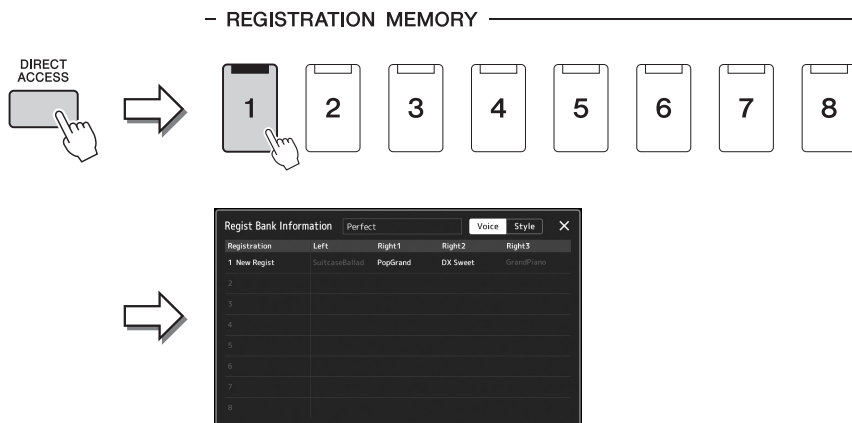 REGISTRATION MEMORY
DIRECT
ACCESS
1 2 3 4 5 6 7 8
Regist Bank Information Perfect Voice Style ×
Registration Left Right1 Right2 Right3
1 New Regist SuitcaseBallad PopGrand DX Sweet GrandPiano
2
3
4
5
6
7
8